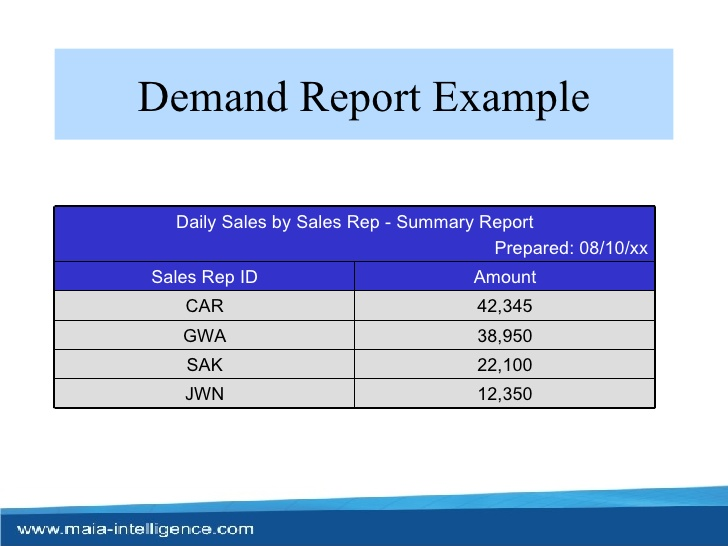 Demand Report Example
Daily Sales by Sales Rep - Summary Report
Prepared: 08/10/xx
Sales Rep ID Amount
CAR 42,345
GWA 38,950
SAK 22,100
JWN 12,350
www.maia-intelligence.com